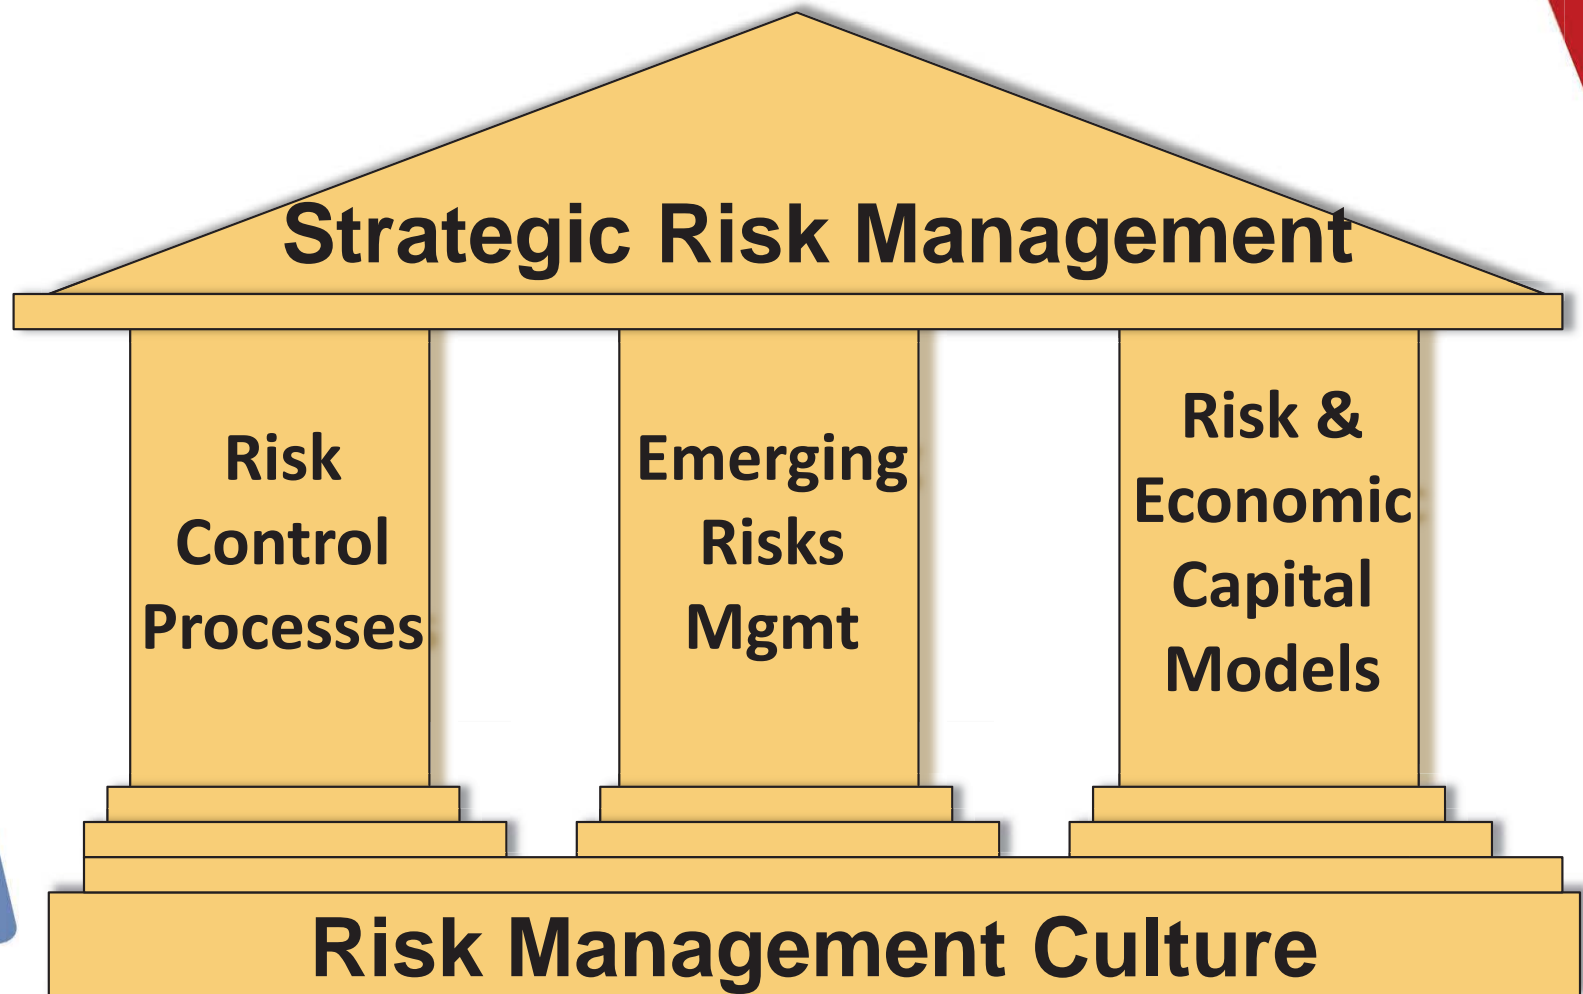 Strategic Risk Management
Risk
Control
Processes
Emerging
Risks
Mgmt
Risk &
Economic
Capital
Models
Risk Management Culture